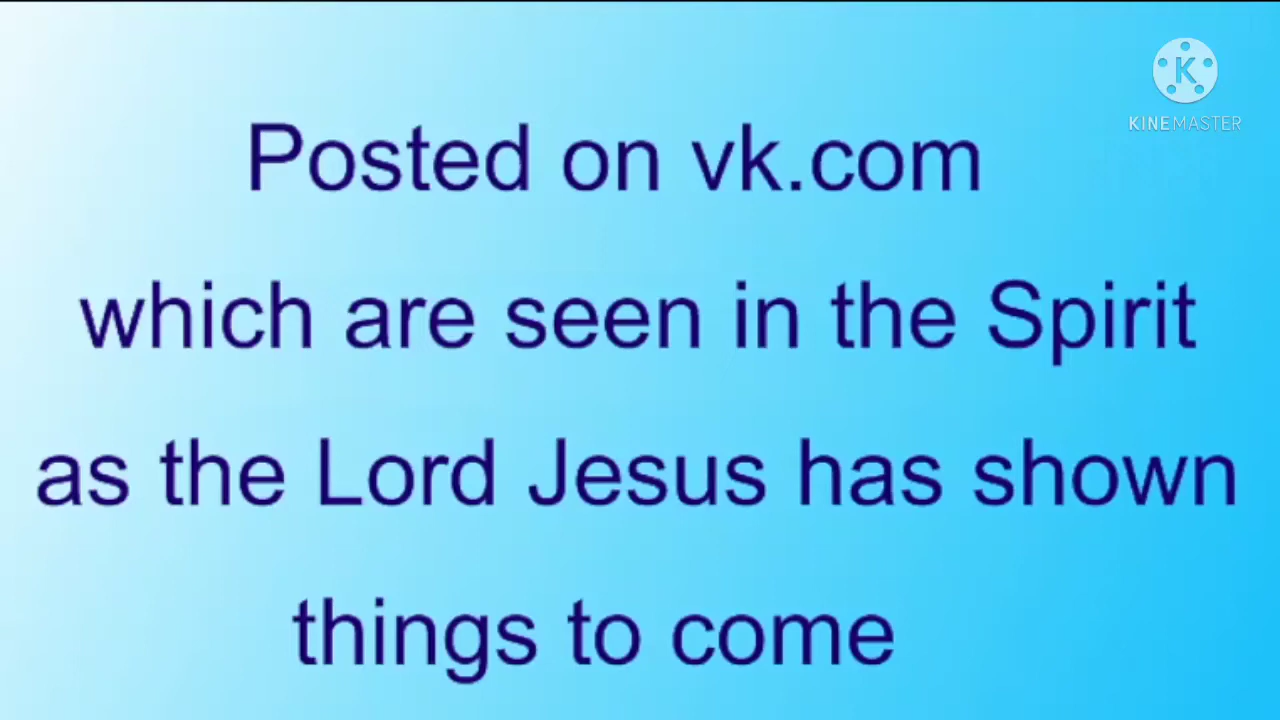 KINEMASTER
Posted on vk.com
which are seen in the Spirit
as the Lord Jesus has shown
things to come